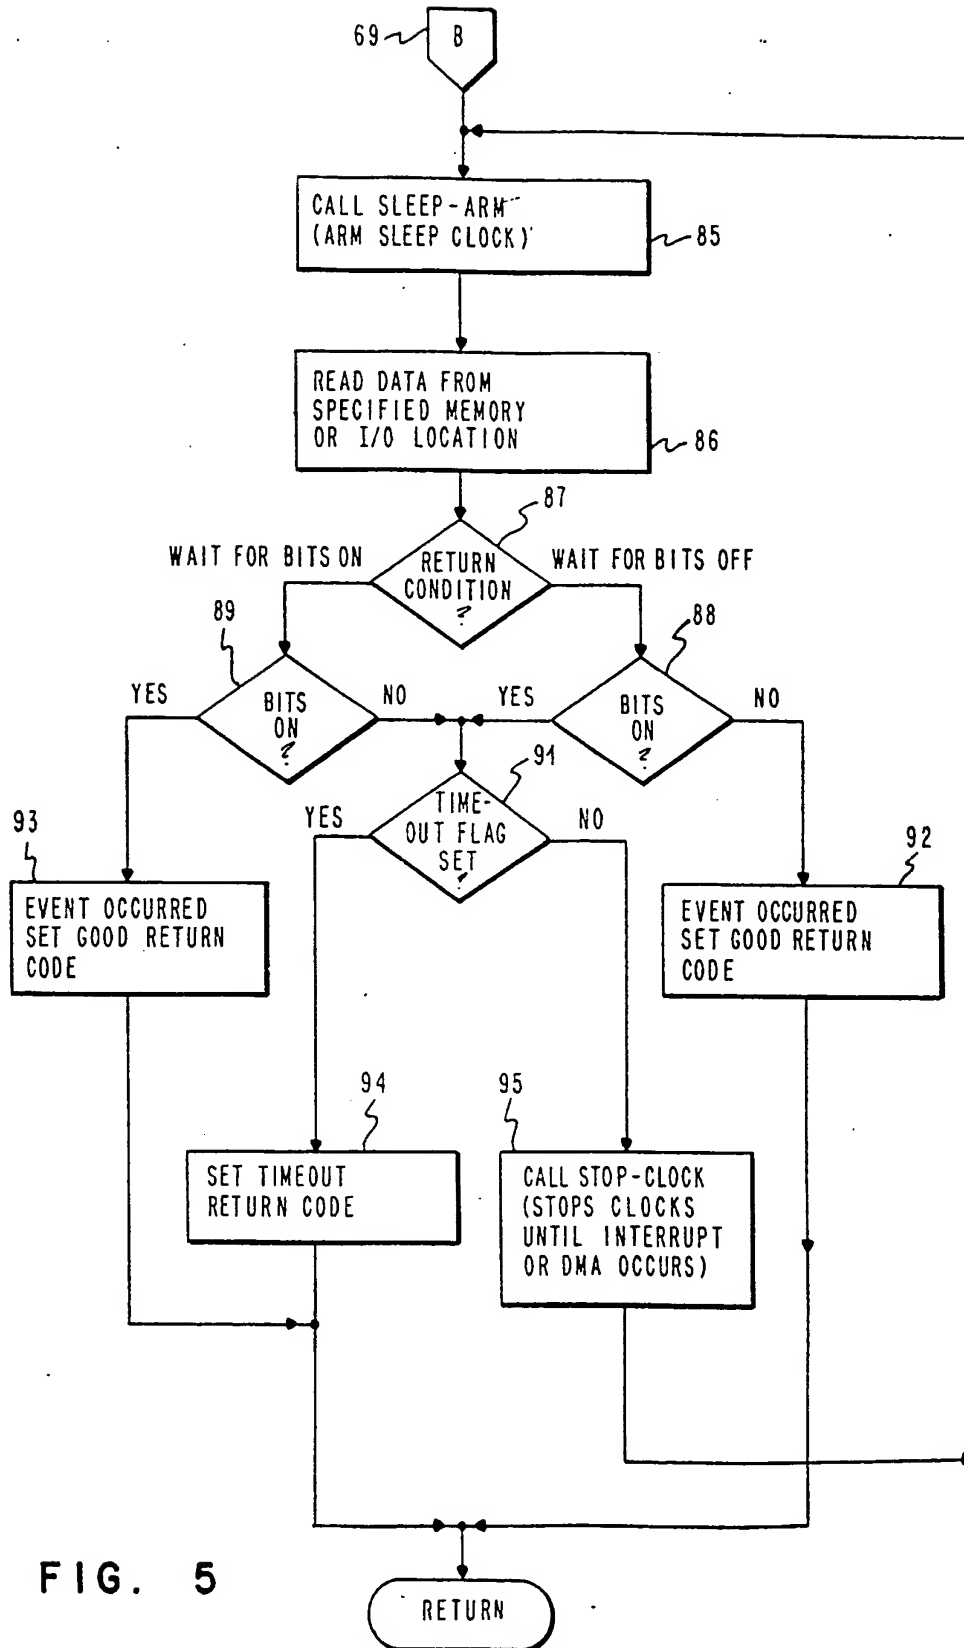 69
B
CALL SLEEP-ARM
(ARM SLEEP CLOCK)
85
READ DATA FROM
SPECIFIED MEMORY
OR I/O LOCATION
86
87
WAIT FOR BITS ON
RETURN
CONDITION
?
WAIT FOR BITS OFF
89
88
YES
BITS
ON
?
NO
YES
BITS
ON
?
NO
91
YES
TIME-
OUT FLAG
SET
?
NO
93
92
EVENT OCCURRED
SET GOOD RETURN
CODE
EVENT OCCURRED
SET GOOD RETURN
CODE
94
95
SET TIMEOUT
RETURN CODE
CALL STOP-CLOCK
(STOPS CLOCKS
UNTIL INTERRUPT
OR DMA OCCURS)
FIG. 5
RETURN